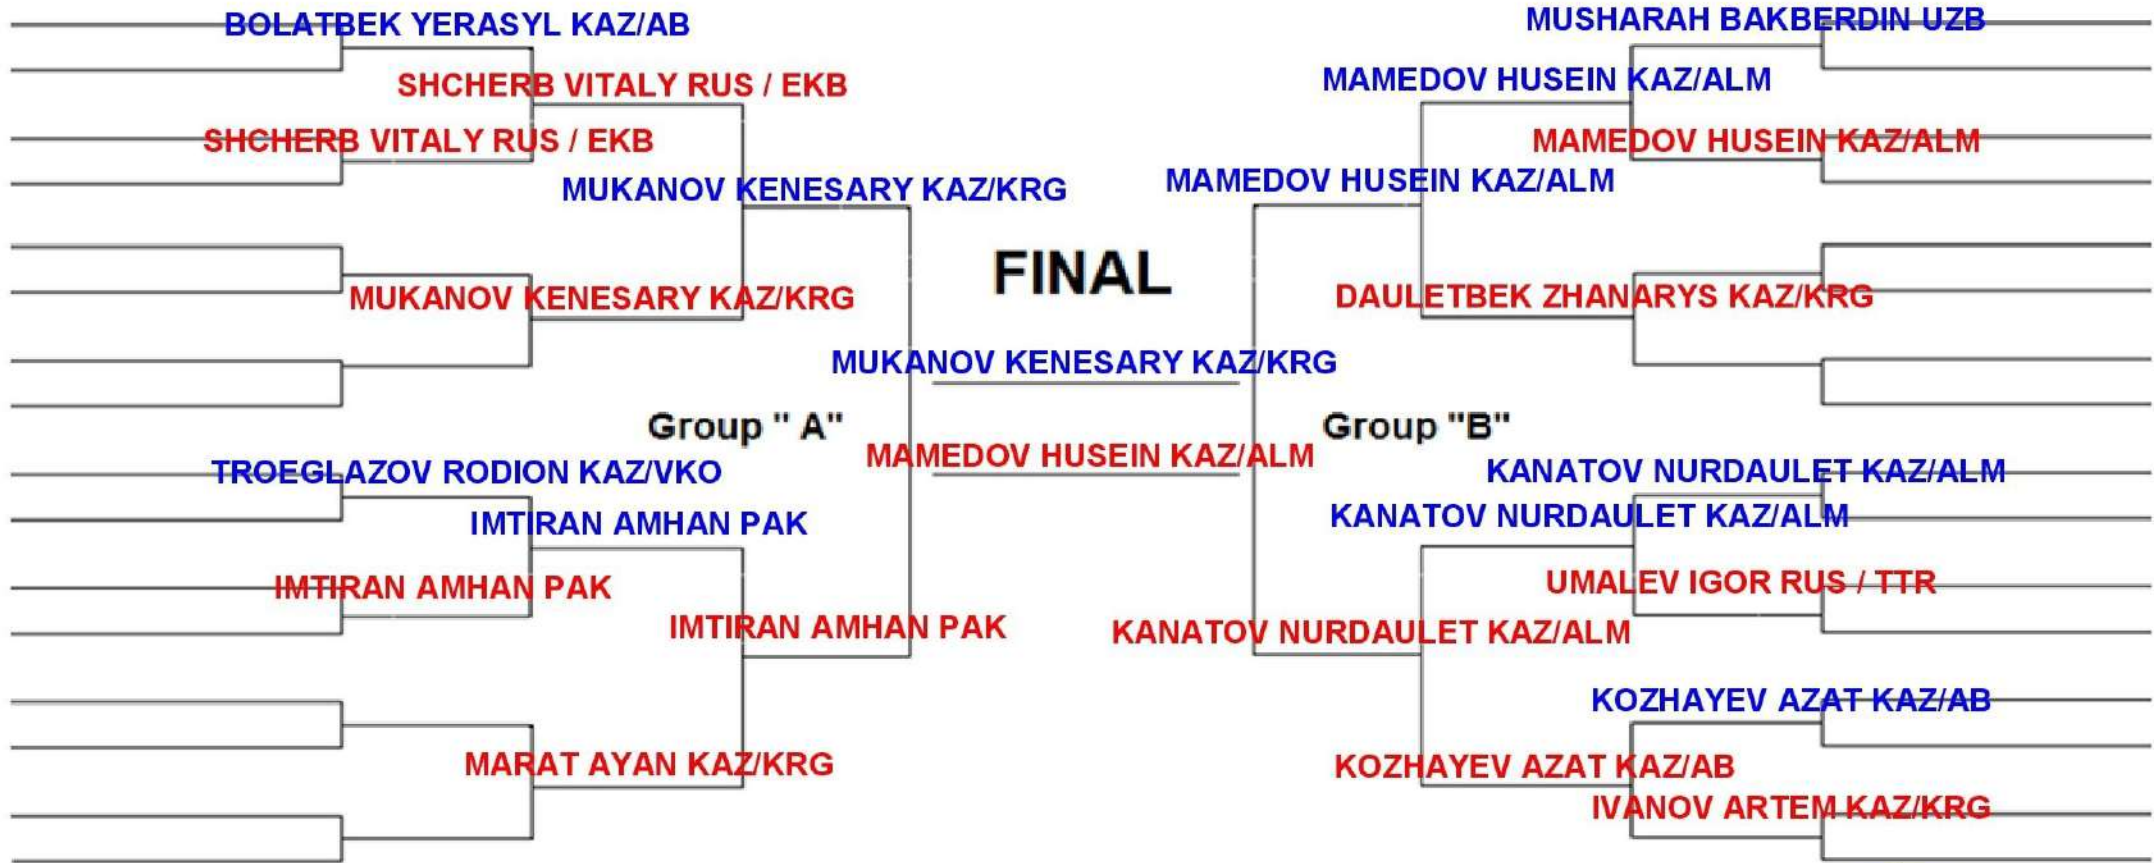 BOLATBEK YERASYL KAZ/AB
SHCHERB VITALY RUS / EKB
SHCHERB VITALY RUS / EKB
MUKANOV KENESARY KAZ/KRG
MUKANOV KENESARY KAZ/KRG
Group " A"
TROEGLAZOV RODION KAZ/VKO
IMTIRAN AMHAN PAK
IMTIRAN AMHAN PAK
IMTIRAN AMHAN PAK
MARAT AYAN KAZ/KRG
FINAL
MUKANOV KENESARY KAZ/KRG
MAMEDOV HUSEIN KAZ/ALM
MUSHARAH BAKBERDIN UZB
MAMEDOV HUSEIN KAZ/ALM
MAMEDOV HUSEIN KAZ/ALM
MAMEDOV HUSEIN KAZ/ALM
DAULETBEK ZHANARYS KAZ/KRG
Group "B"
KANATOV NURDAULET KAZ/ALM
KANATOV NURDAULET KAZ/ALM
UMALEV IGOR RUS / TTR
KANATOV NURDAULET KAZ/ALM
KOZHAYEV AZAT KAZ/AB
KOZHAYEV AZAT KAZ/AB
IVANOV ARTEM KAZ/KRG